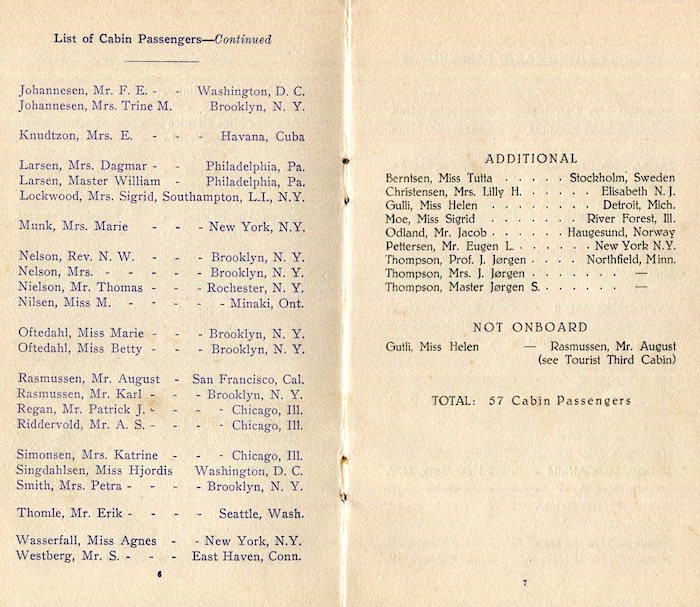 List of Cabin Passengers—Continued
Johannesen, Mr. F. E. - - Washington, D. C.
Johannesen, Mrs. Trine M. Brooklyn, N. Y.
Knudtzon, Mrs. E. - - - Havana, Cuba
Larsen, Mrs. Dagmar - - Philadelphia, Pa.
Larsen, Master William - Philadelphia, Pa.
Lockwood, Mrs. Sigrid, Southampton, L.I., N.Y.
Munk, Mrs. Marie - - New York, N.Y.
Nelson, Rev. N. W. - - Brooklyn, N. Y.
Nelson, Mrs. - - - - - Brooklyn, N. Y.
Nielson, Mr. Thomas - - Rochester, N. Y.
Nilsen, Miss M. - - - - Minaki, Ont.
Oftedahl, Miss Marie - - Brooklyn, N. Y.
Oftedahl, Miss Betty - - Brooklyn, N. Y.
Rasmussen, Mr. August - San Francisco, Cal.
Rasmussen, Mr. Karl - - Brooklyn, N. Y.
Regan, Mr. Patrick J. - - - Chicago, Ill.
Riddervold, Mr. A. S. - - - Chicago, Ill.
Simonsen, Mrs. Katrine - - Chicago, Ill.
Singdahlsen, Miss Hjordis Washington, D. C.
Smith, Mrs. Petra - - - - Brooklyn, N. Y.
Thomle, Mr. Erik - - - Seattle, Wash.
Wasserfall, Miss Agnes - - New York, N.Y.
Westberg, Mr. S. - - - East Haven, Conn.
6
ADDITIONAL
Berntsen, Miss Tutta . . . . . Stockholm, Sweden
Christensen, Mrs. Lilly H. . . . . . . Elisabeth N. J.
Gulli, Miss Helen . . . . . . . . Detroit, Mich.
Moe, Miss Sigrid . . . . . . . River Forest, Ill.
Odland, Mr. Jacob . . . . . . Haugesund, Norway
Pettersen, Mr. Eugen L. . . . . . . New York N.Y.
Thompson, Prof. J. Jørgen . . . . Northfield, Minn.
Thompson, Mrs. J. Jørgen . . . . . . . —
Thompson, Master Jørgen S. . . . . . . —
NOT ONBOARD
Gutli, Miss Helen — Rasmussen, Mr. August
(see Tourist Third Cabin)
TOTAL: 57 Cabin Passengers
7